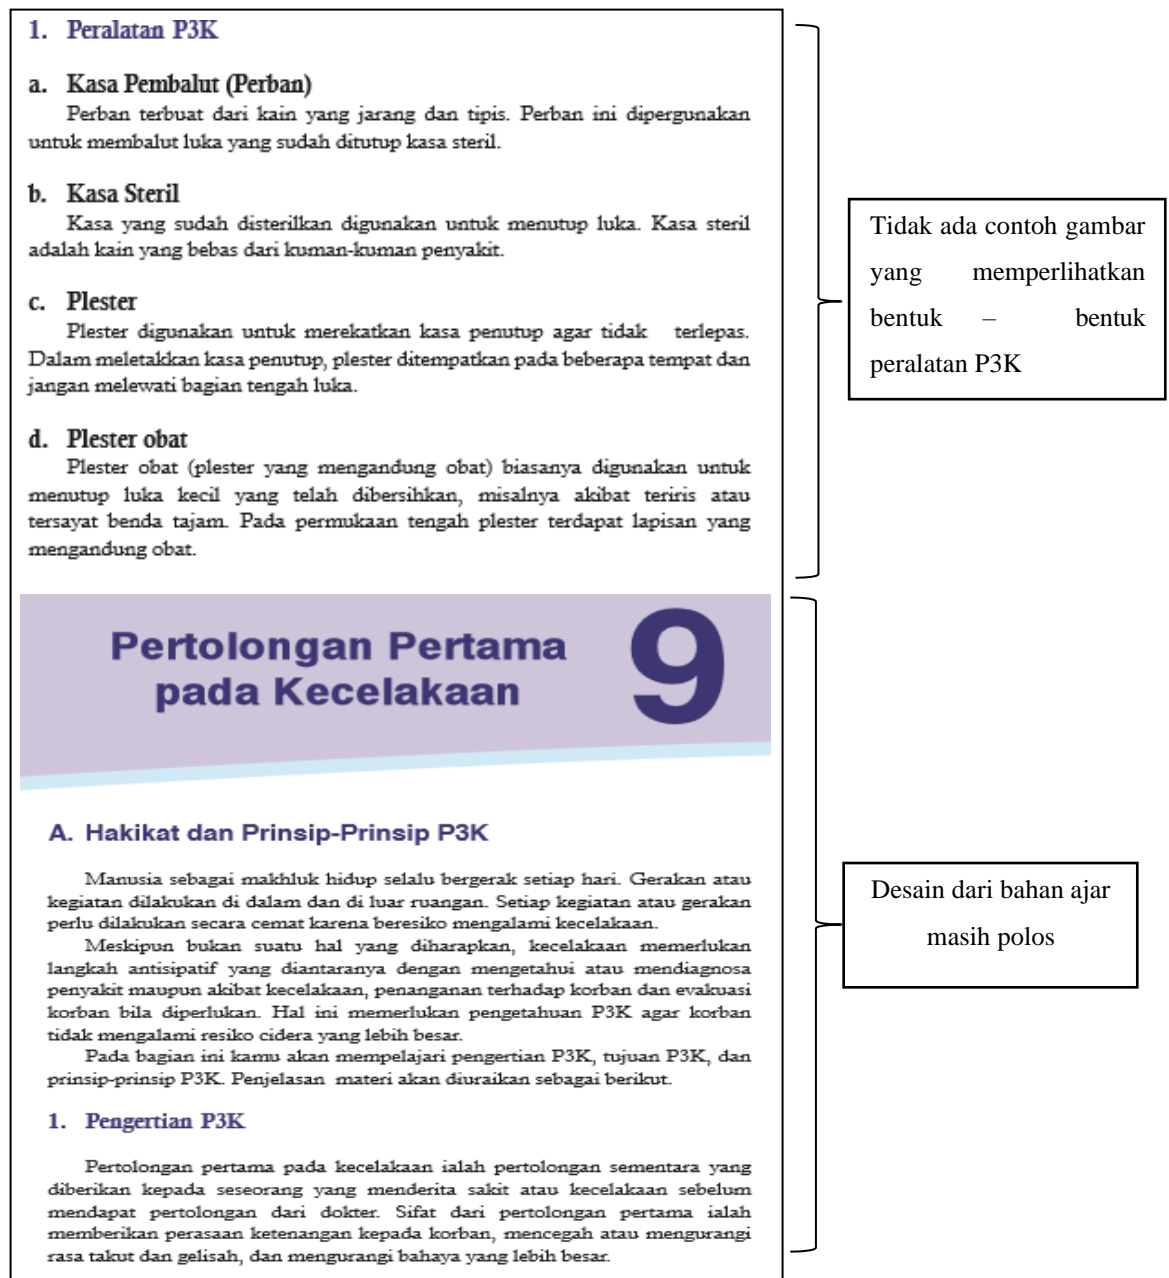 1. Peralatan P3K
a. Kasa Pembalut (Perban)
Perban terbuat dari kain yang jarang dan tipis. Perban ini dipergunakan
untuk membalut luka yang sudah ditutup kasa steril.
b. Kasa Steril
Kasa yang sudah disterilkan digunakan untuk menutup luka. Kasa steril
adalah kain yang bebas dari kuman-kuman penyakit.
c. Plester
Plester digunakan untuk merekatkan kasa penutup agar tidak terlepas.
Dalam meletakkan kasa penutup, plester ditempatkan pada beberapa tempat dan
jangan melewati bagian tengah luka.
d. Plester obat
Plester obat (plester yang mengandung obat) biasanya digunakan untuk
menutup luka kecil yang telah dibersihkan, misalnya akibat teriris atau
tersayat benda tajam. Pada permukaan tengah plester terdapat lapisan yang
mengandung obat.
Tidak ada contoh gambar
yang memperlihatkan
bentuk – bentuk
peralatan P3K
Pertolongan Pertama
pada Kecelakaan
9
A. Hakikat dan Prinsip-Prinsip P3K
Manusia sebagai makhluk hidup selalu bergerak setiap hari. Gerakan atau
kegiatan dilakukan di dalam dan di luar ruangan. Setiap kegiatan atau gerakan
perlu dilakukan secara cemat karena beresiko mengalami kecelakaan.
Meskipun bukan suatu hal yang diharapkan, kecelakaan memerlukan
langkah antisipatif yang diantaranya dengan mengetahui atau mendiagnosa
penyakit maupun akibat kecelakaan, penanganan terhadap korban dan evakuasi
korban bila diperlukan. Hal ini memerlukan pengetahuan P3K agar korban
tidak mengalami resiko cidera yang lebih besar.
Pada bagian ini kamu akan mempelajari pengertian P3K, tujuan P3K, dan
prinsip-prinsip P3K. Penjelasan materi akan diuraikan sebagai berikut.
1. Pengertian P3K
Pertolongan pertama pada kecelakaan ialah pertolongan sementara yang
diberikan kepada seseorang yang menderita sakit atau kecelakaan sebelum
mendapat pertolongan dari dokter. Sifat dari pertolongan pertama ialah
memberikan perasaan ketenangan kepada korban, mencegah atau mengurangi
rasa takut dan gelisah, dan mengurangi bahaya yang lebih besar.
Desain dari bahan ajar
masih polos